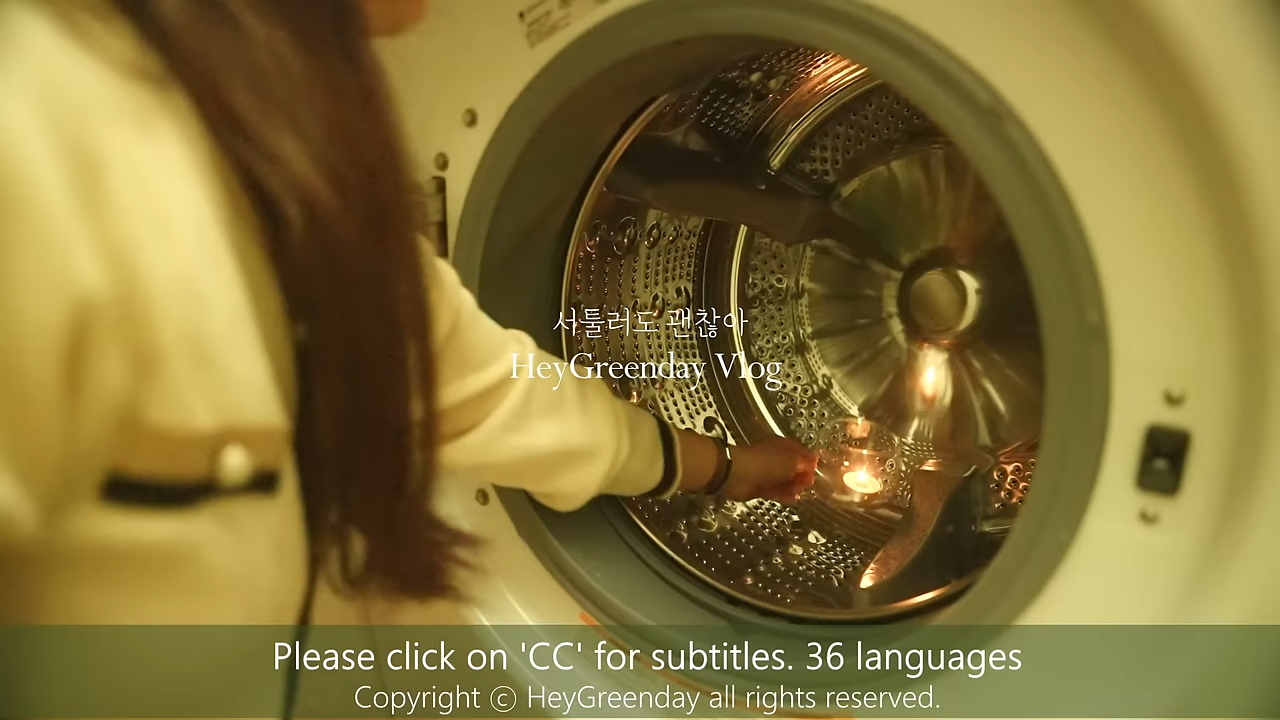 서툴러도 괜찮아
HeyGreenday Vlog
Please click on 'CC' for subtitles. 36 languages
Copyright ⓒ HeyGreenday all rights reserved.